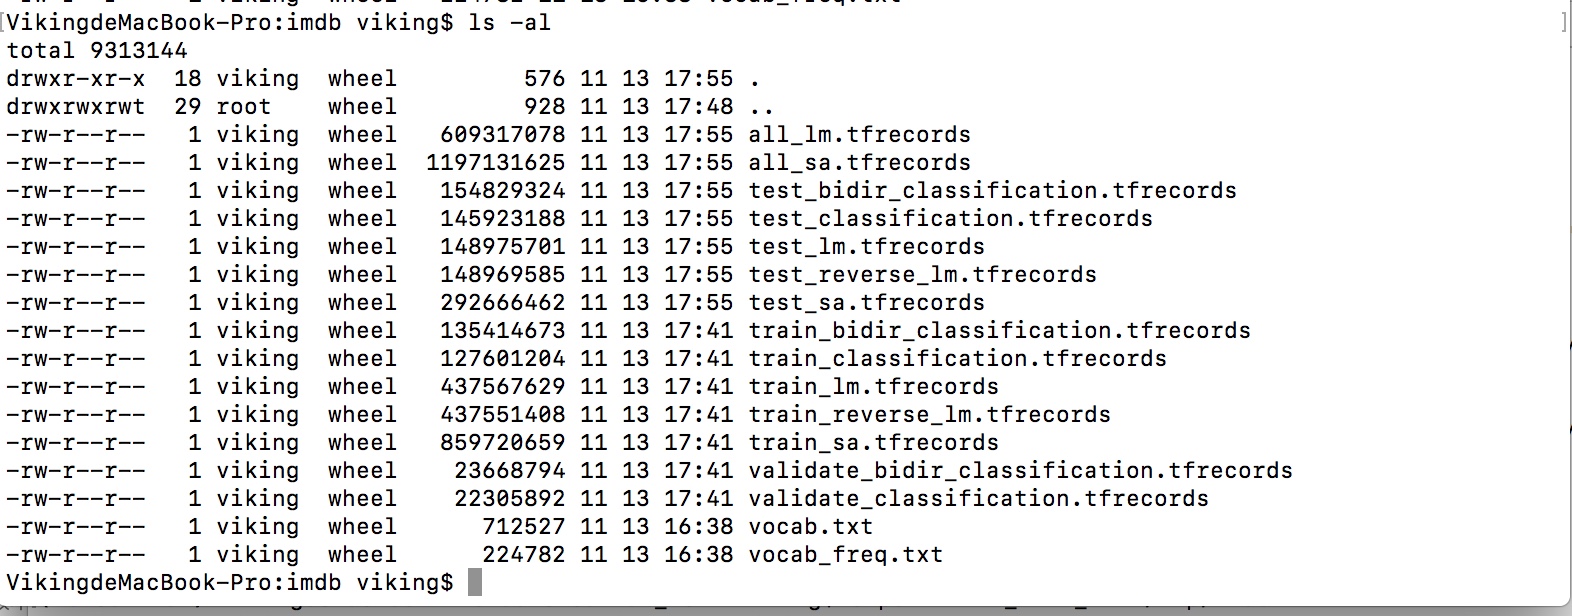 VikingdeMacBook-Pro:imdb viking$ ls -al
total 9313144
drwxr-xr-x  18 viking  wheel         576 11 13 17:55 .
drwxrwxrwt  29 root    wheel         928 11 13 17:48 ..
-rw-r--r--   1 viking  wheel   609317078 11 13 17:55 all_lm.tfrecords
-rw-r--r--   1 viking  wheel  1197131625 11 13 17:55 all_sa.tfrecords
-rw-r--r--   1 viking  wheel   154829324 11 13 17:55 test_bidir_classification.tfrecords
-rw-r--r--   1 viking  wheel   145923188 11 13 17:55 test_classification.tfrecords
-rw-r--r--   1 viking  wheel   148975701 11 13 17:55 test_lm.tfrecords
-rw-r--r--   1 viking  wheel   148969585 11 13 17:55 test_reverse_lm.tfrecords
-rw-r--r--   1 viking  wheel   292666462 11 13 17:55 test_sa.tfrecords
-rw-r--r--   1 viking  wheel   135414673 11 13 17:41 train_bidir_classification.tfrecords
-rw-r--r--   1 viking  wheel   127601204 11 13 17:41 train_classification.tfrecords
-rw-r--r--   1 viking  wheel   437567629 11 13 17:41 train_lm.tfrecords
-rw-r--r--   1 viking  wheel   437551408 11 13 17:41 train_reverse_lm.tfrecords
-rw-r--r--   1 viking  wheel   859720659 11 13 17:41 train_sa.tfrecords
-rw-r--r--   1 viking  wheel    23668794 11 13 17:41 validate_bidir_classification.tfrecords
-rw-r--r--   1 viking  wheel    22305892 11 13 17:41 validate_classification.tfrecords
-rw-r--r--   1 viking  wheel      712527 11 13 16:38 vocab.txt
-rw-r--r--   1 viking  wheel      224782 11 13 16:38 vocab_freq.txt
VikingdeMacBook-Pro:imdb viking$